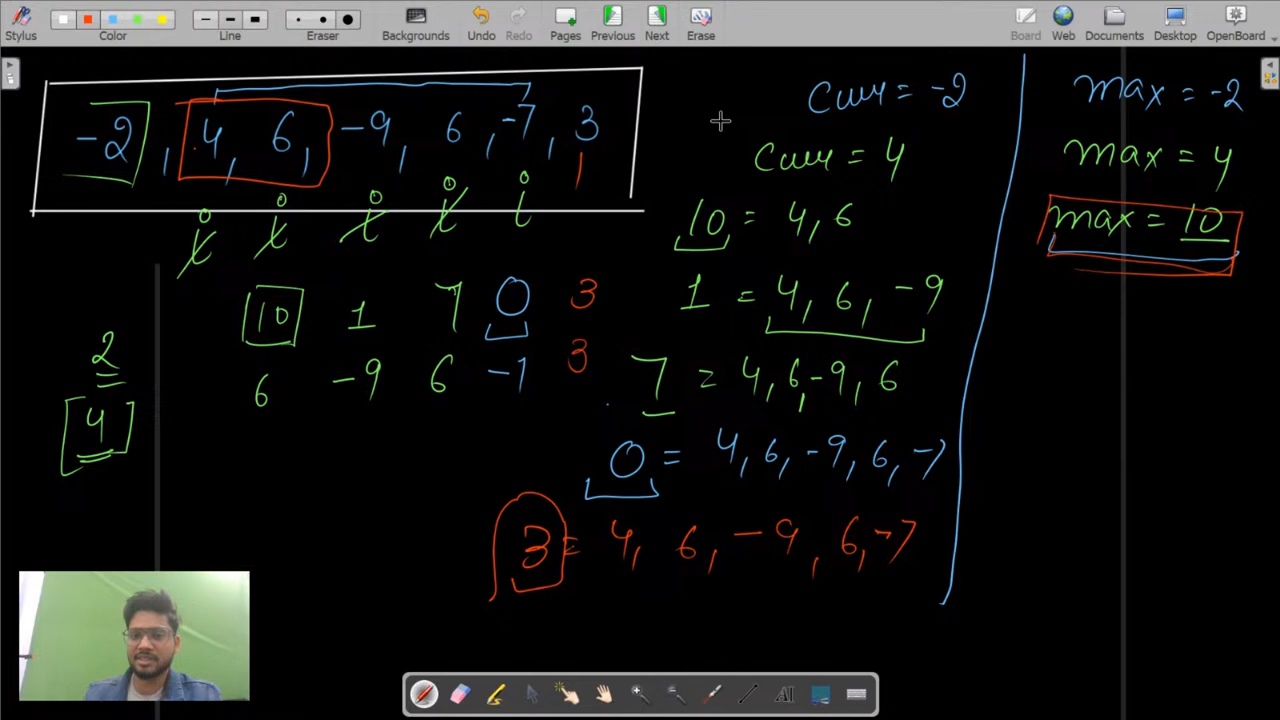 Stylus Color Line Eraser Backgrounds Undo Redo Pages Previous Next Erase Board Web Documents Desktop OpenBoard
-2, 4, 6, -9, 6, -7, 3
i i i i i
10 1 7 0 3
6 -9 6 -7 3
2
4
Curr = -2
Curr = 4
10 = 4, 6
1 = 4, 6, -9
7 = 4, 6, -9, 6
0 = 4, 6, -9, 6, -7
3 = 4, 6, -9, 6, -7
max = -2
max = 4
max = 10
AI